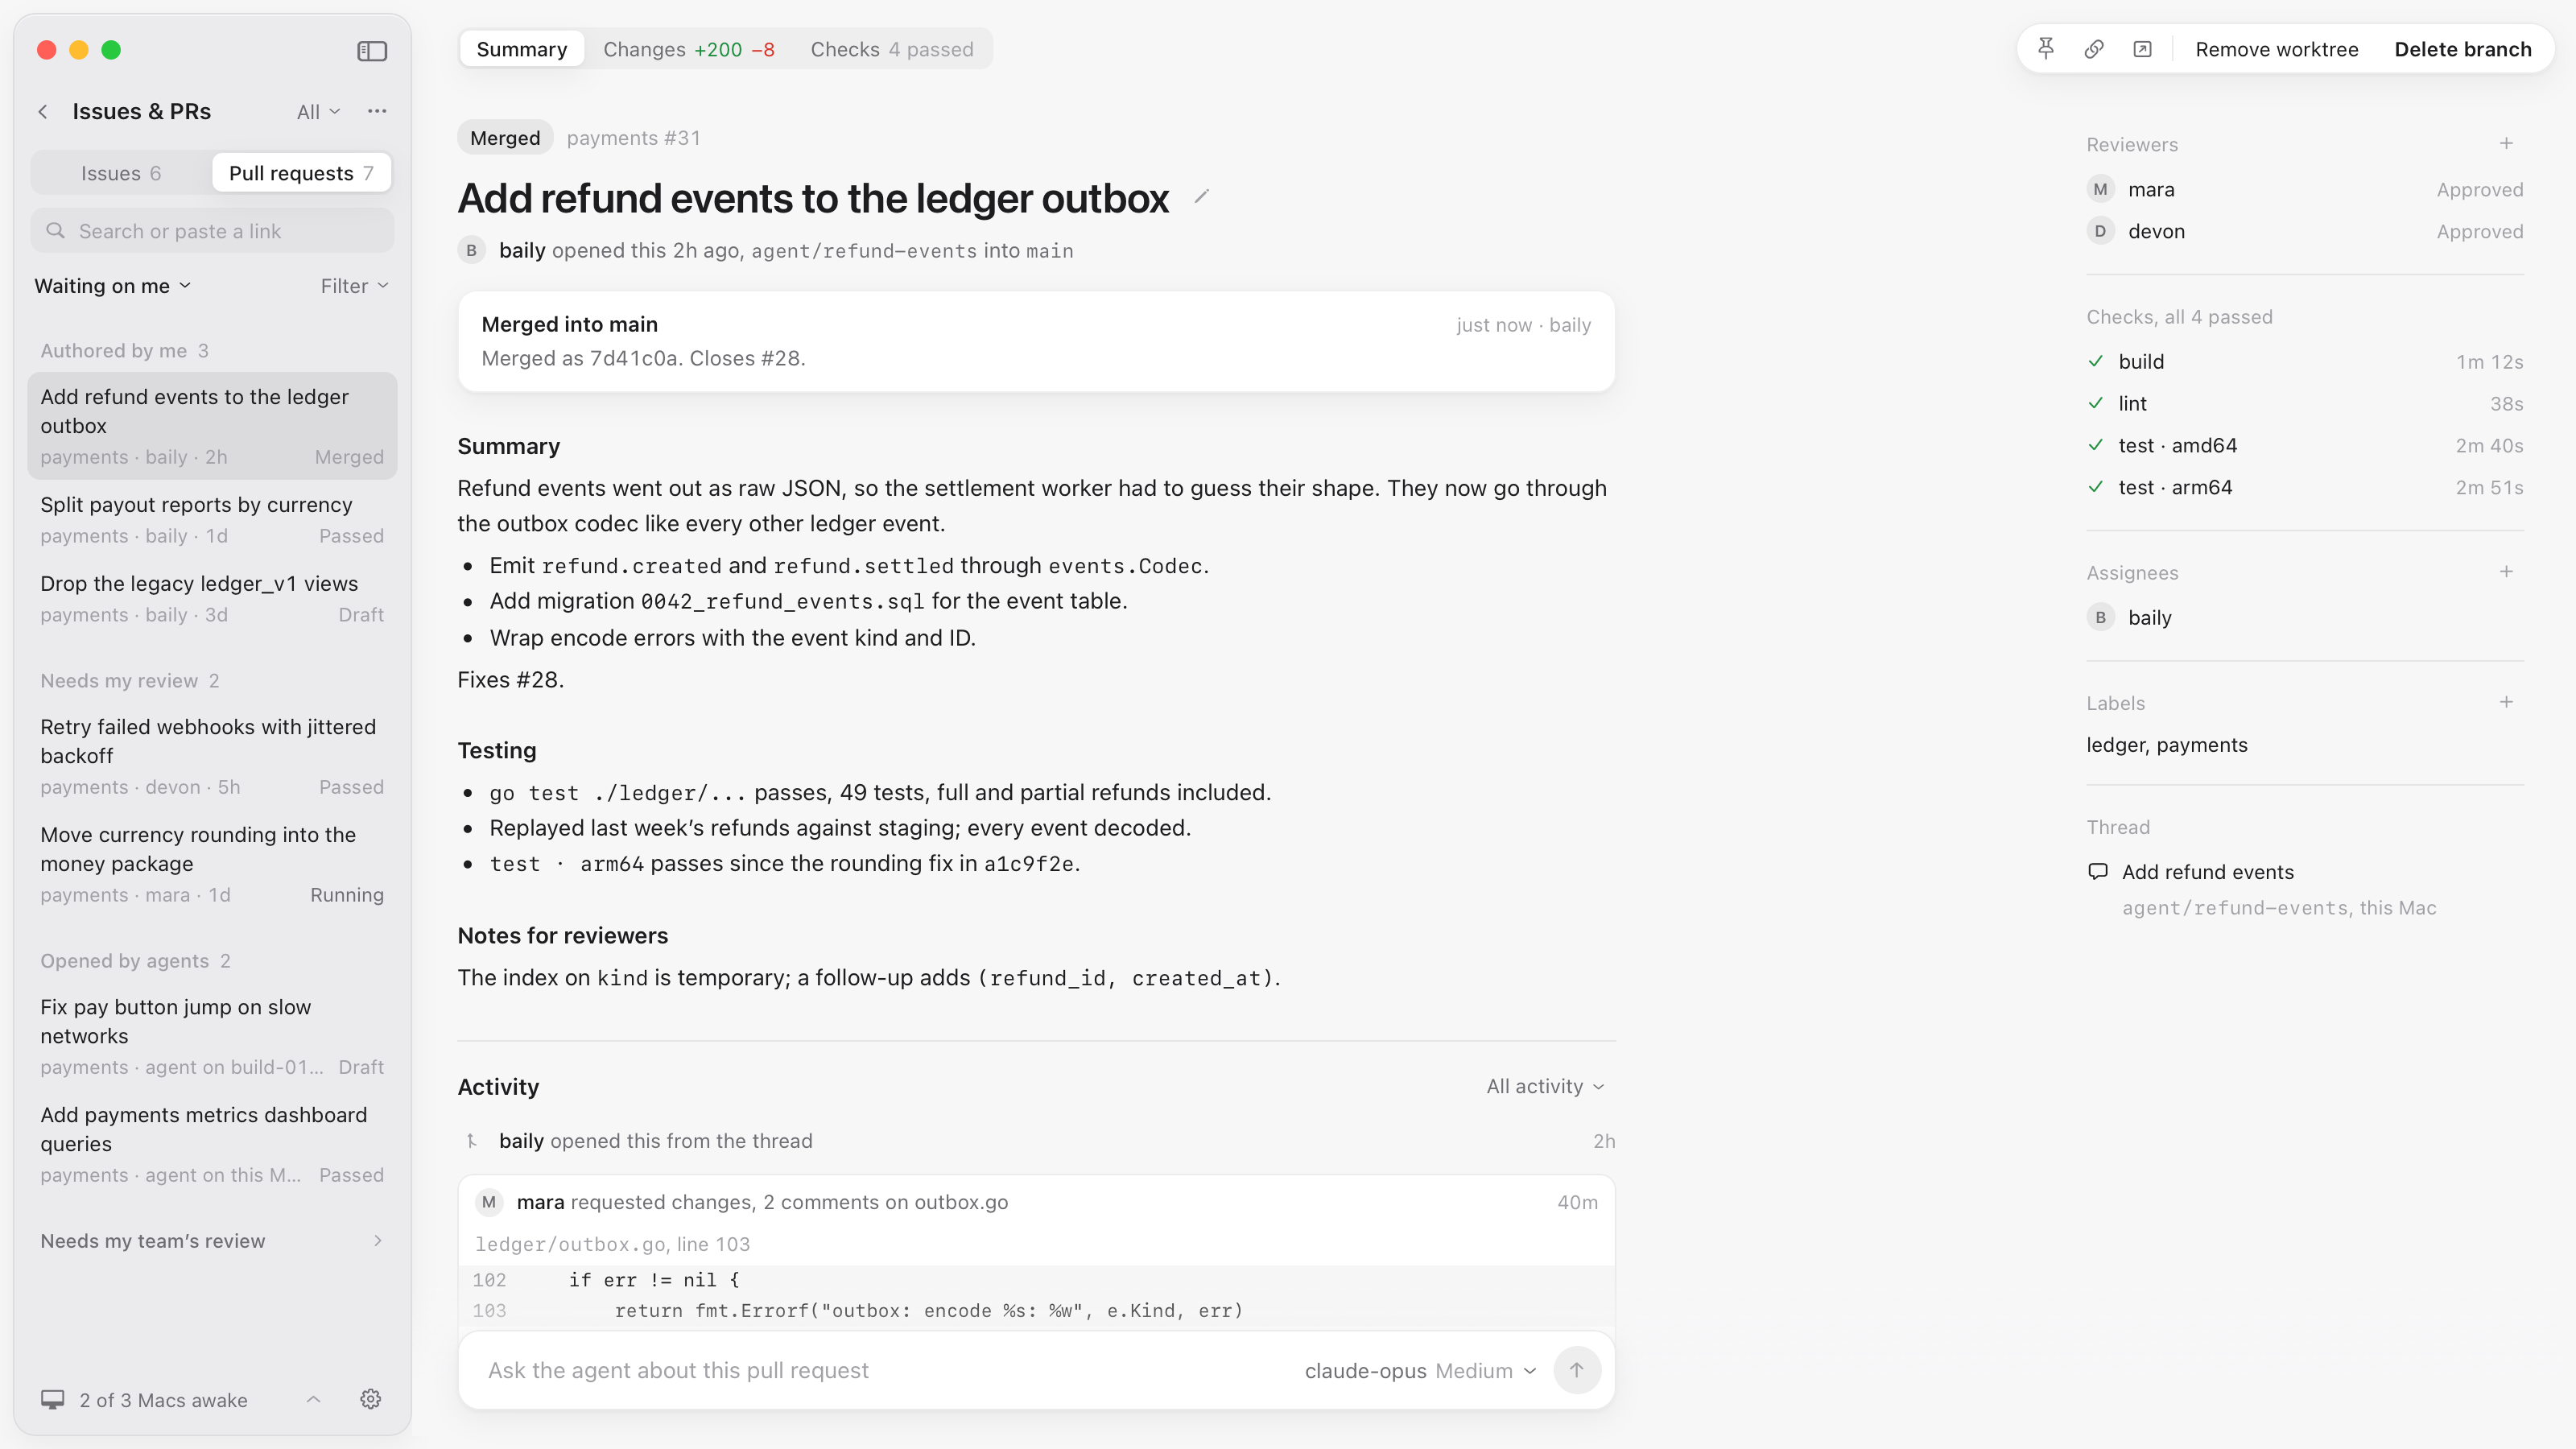 Issues & PRs
All
Issues 6
Pull requests 7
Search or paste a link
Waiting on me
Filter
Authored by me 3
Add refund events to the ledger
outbox
payments · baily · 2h
Merged
Split payout reports by currency
payments · baily · 1d
Passed
Drop the legacy ledger_v1 views
payments · baily · 3d
Draft
Needs my review 2
Retry failed webhooks with jittered
backoff
payments · devon · 5h
Passed
Move currency rounding into the
money package
payments · mara · 1d
Running
Opened by agents 2
Fix pay button jump on slow
networks
payments · agent on build-01...
Draft
Add payments metrics dashboard
queries
payments · agent on this M...
Passed
Needs my team’s review
2 of 3 Macs awake
Summary
Changes +200 −8
Checks 4 passed
Remove worktree
Delete branch
Merged
payments #31
Add refund events to the ledger outbox
B
baily opened this 2h ago, agent/refund-events into main
Merged into main
just now · baily
Merged as 7d41c0a. Closes #28.
Summary
Refund events went out as raw JSON, so the settlement worker had to guess their shape. They now go through
the outbox codec like every other ledger event.
• Emit refund.created and refund.settled through events.Codec.
• Add migration 0042_refund_events.sql for the event table.
• Wrap encode errors with the event kind and ID.
Fixes #28.
Testing
• go test ./ledger/... passes, 49 tests, full and partial refunds included.
• Replayed last week’s refunds against staging; every event decoded.
• test · arm64 passes since the rounding fix in a1c9f2e.
Notes for reviewers
The index on kind is temporary; a follow-up adds (refund_id, created_at).
Activity
All activity
baily opened this from the thread
2h
M
mara requested changes, 2 comments on outbox.go
40m
ledger/outbox.go, line 103
102 if err != nil {
103 return fmt.Errorf("outbox: encode %s: %w", e.Kind, err)
Ask the agent about this pull request
claude-opus Medium
Reviewers
M
mara
Approved
D
devon
Approved
Checks, all 4 passed
build
1m 12s
lint
38s
test · amd64
2m 40s
test · arm64
2m 51s
Assignees
B
baily
Labels
ledger, payments
Thread
Add refund events
agent/refund-events, this Mac